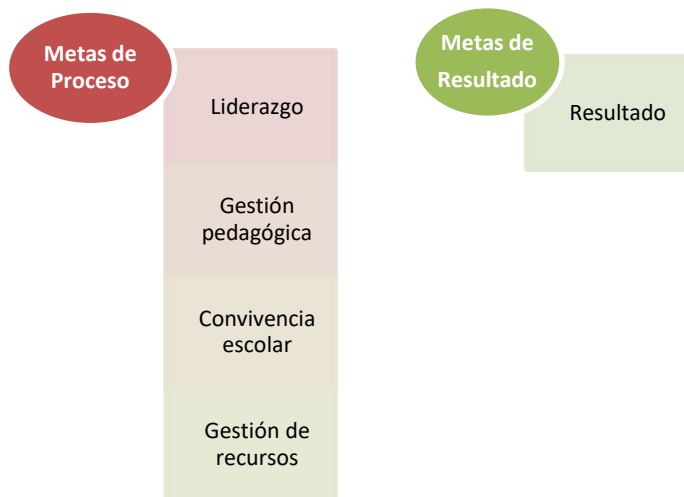 Metas de
Proceso
Liderazgo
Gestión
pedagógica
Convivencia
escolar
Gestión de
recursos
Metas de
Resultado
Resultado